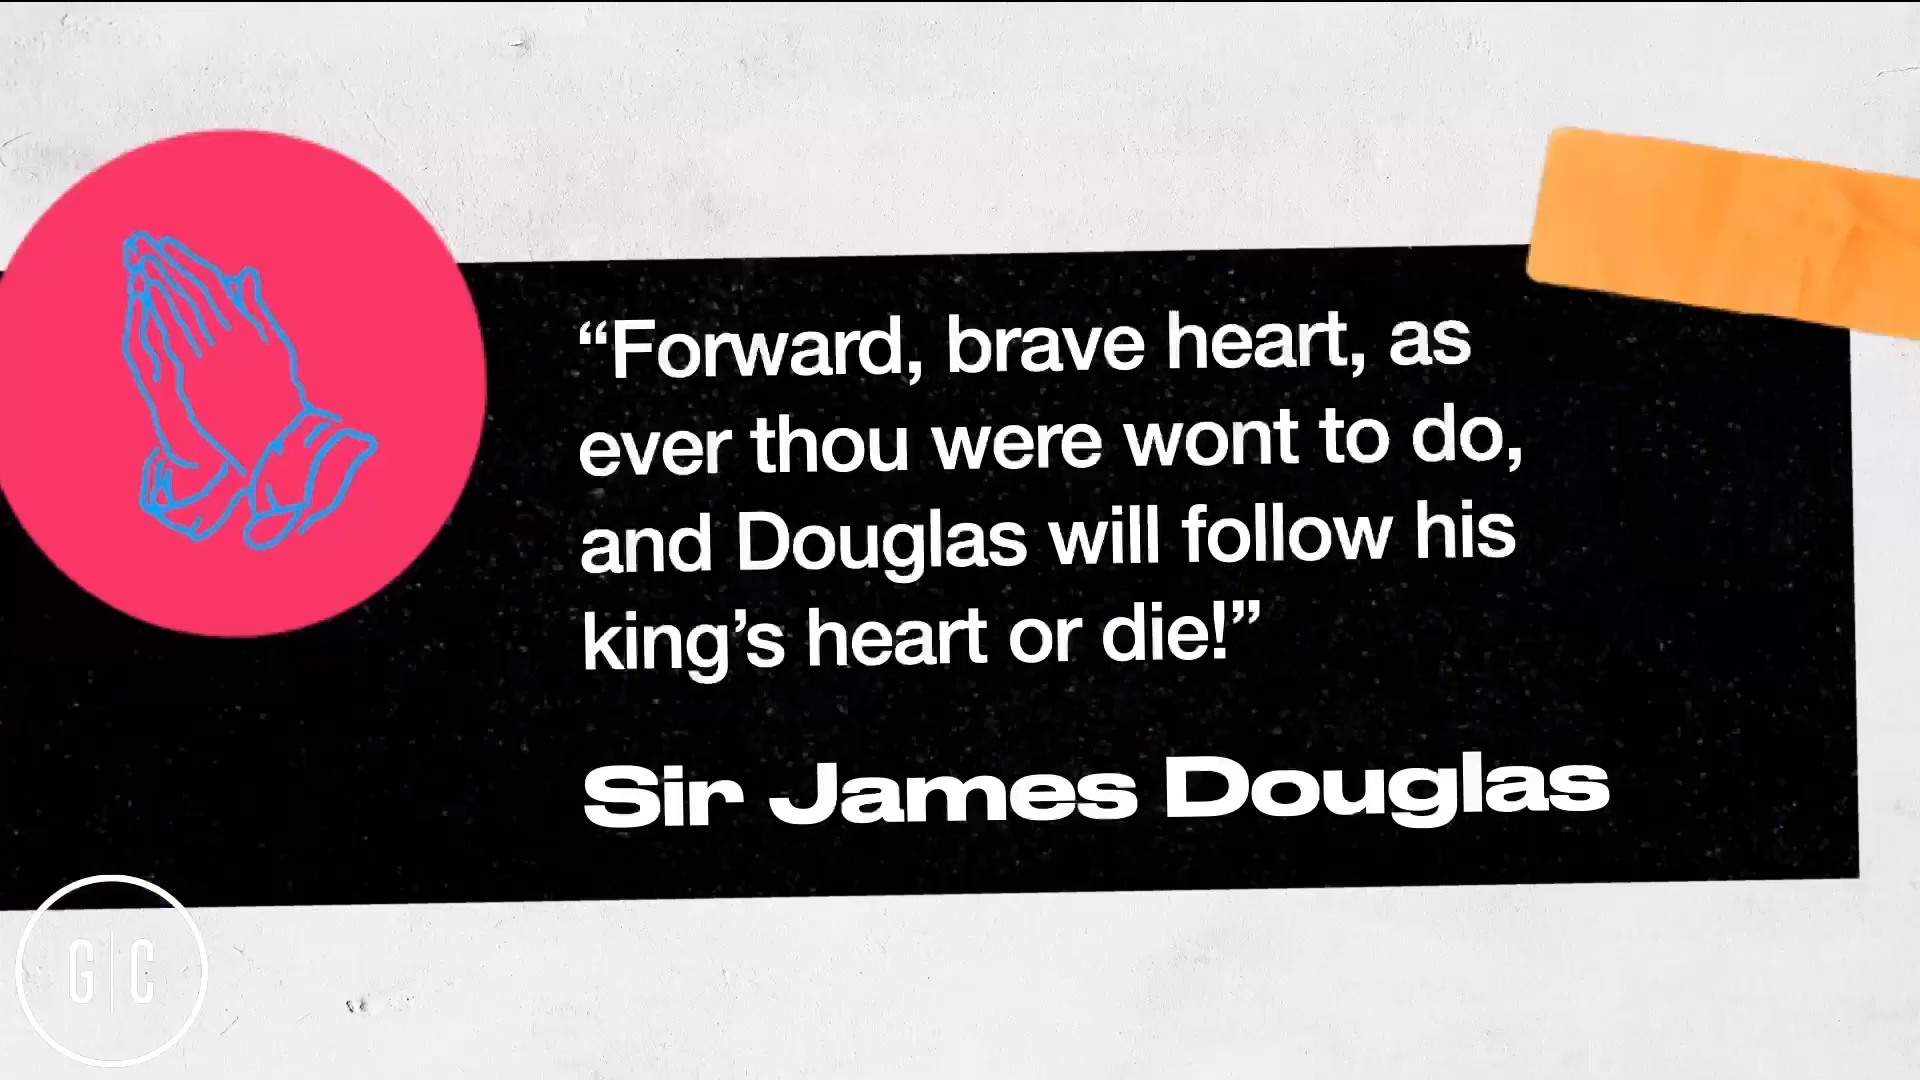 “Forward, brave heart, as
ever thou were wont to do,
and Douglas will follow his
king’s heart or die!”
Sir James Douglas
G|C